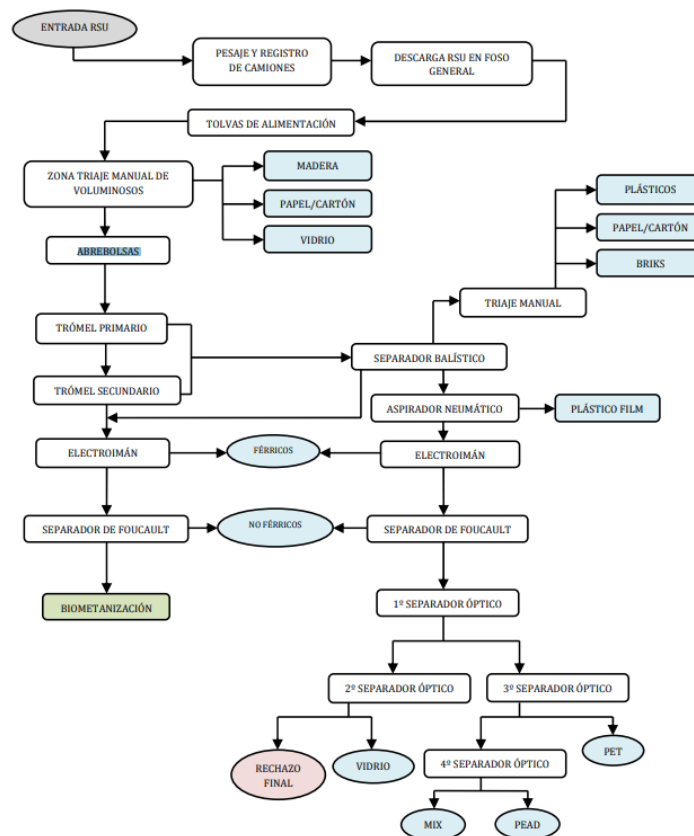 ENTRADA RSU
PESAJE Y REGISTRO
DE CAMIONES
DESCARGA RSU EN FOSO
GENERAL
TOLVAS DE ALIMENTACIÓN
ZONA TRIAJE MANUAL DE
VOLUMINOSOS
MADERA
PAPEL/CARTÓN
VIDRIO
PLÁSTICOS
PAPEL/CARTÓN
BRIKS
ABREBOLSAS
TRIAJE MANUAL
TRÓMEL PRIMARIO
SEPARADOR BALÍSTICO
TRÓMEL SECUNDARIO
ASPIRADOR NEUMÁTICO
PLÁSTICO FILM
ELECTROIMÁN
FÉRRICOS
ELECTROIMÁN
SEPARADOR DE FOUCAULT
NO FÉRRICOS
SEPARADOR DE FOUCAULT
BIOMETANIZACIÓN
1º SEPARADOR ÓPTICO
2º SEPARADOR ÓPTICO
3º SEPARADOR ÓPTICO
RECHAZO
FINAL
VIDRIO
4º SEPARADOR ÓPTICO
PET
MIX
PEAD